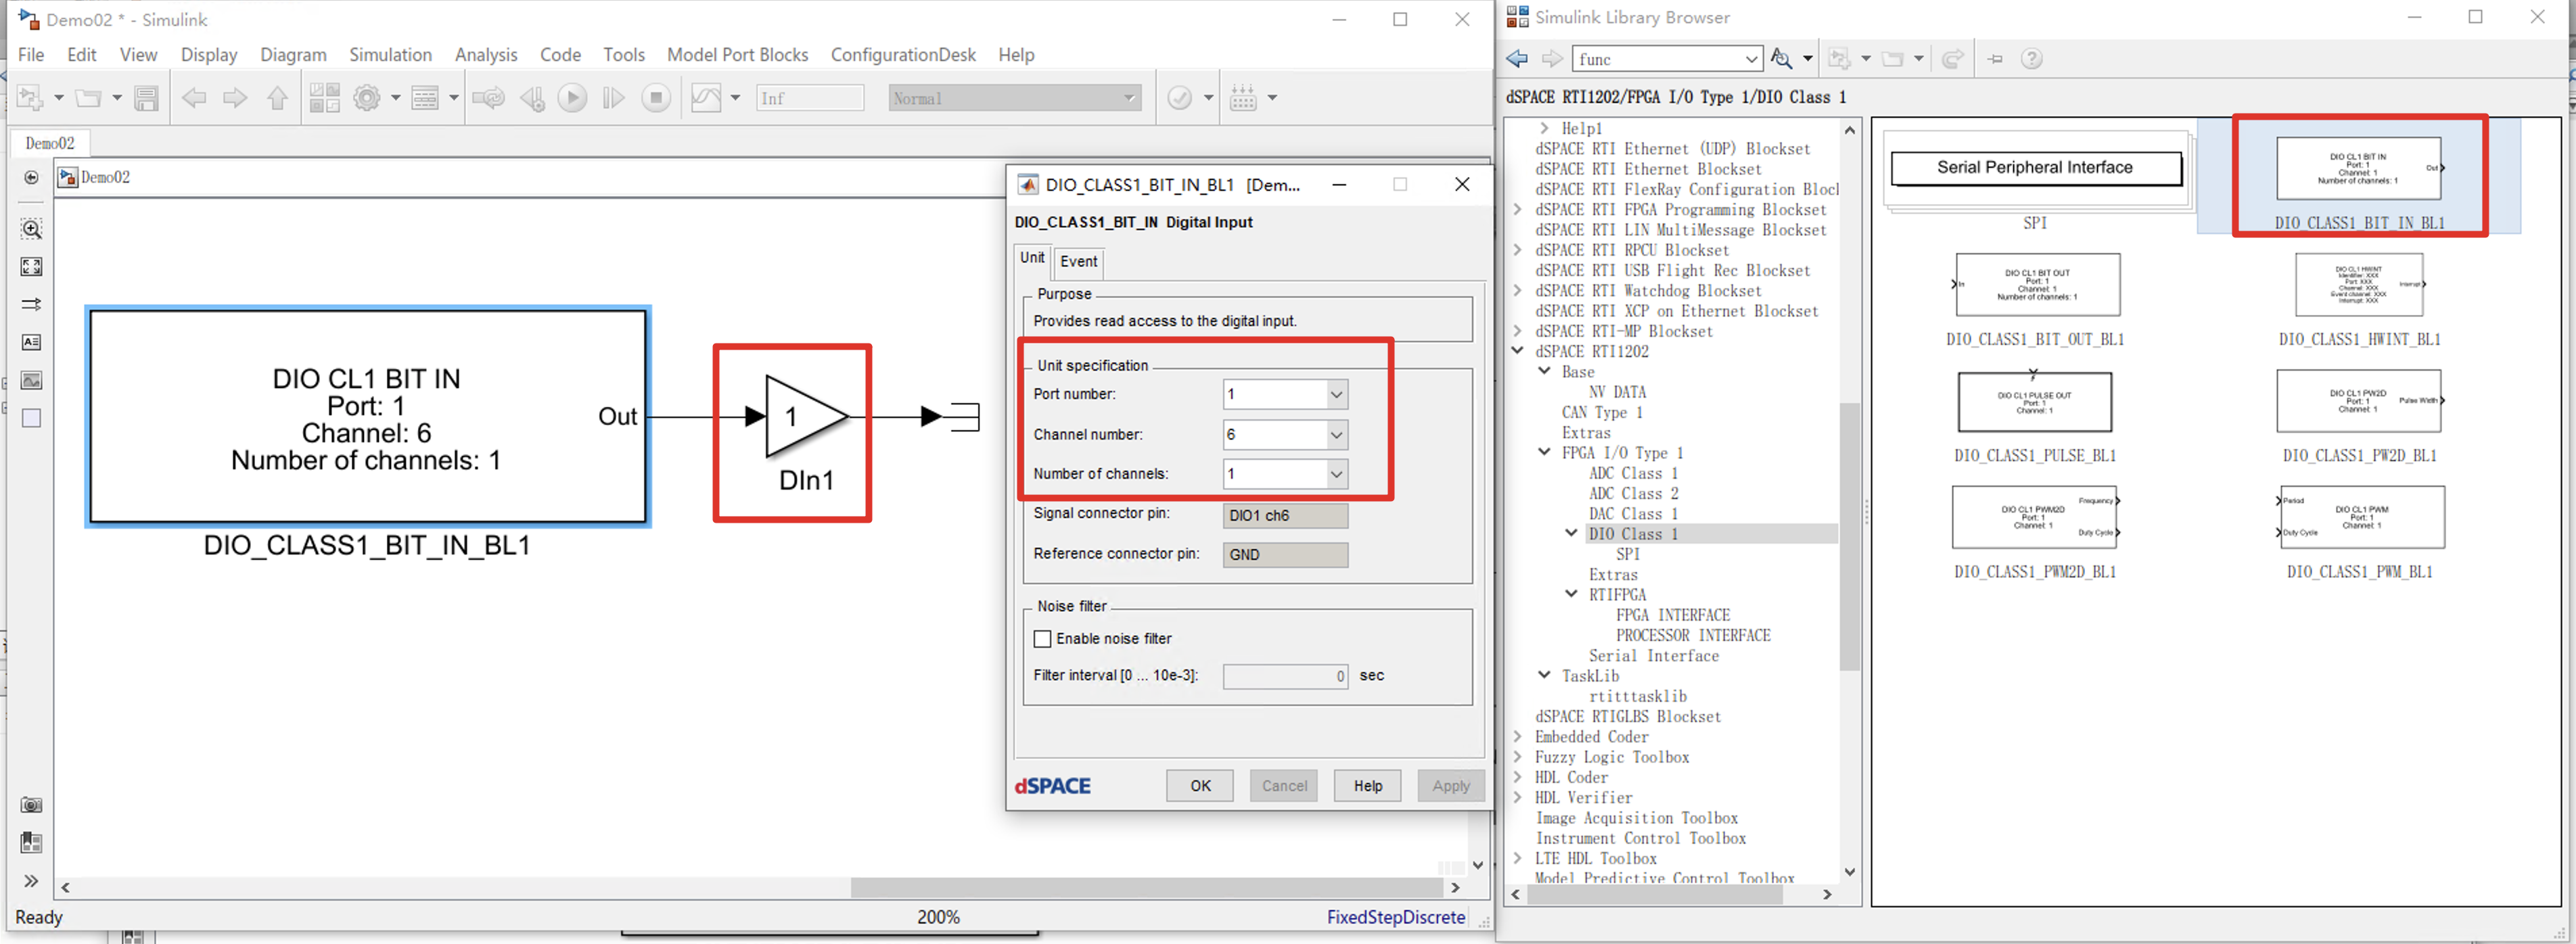 Demo02 * - Simulink
File Edit View Display Diagram Simulation Analysis Code Tools Model Port Blocks ConfigurationDesk Help
Inf
Normal
Demo02
Demo02
DIO CL1 BIT IN
Port: 1
Channel: 6
Number of channels: 1
Out
DIO_CLASS1_BIT_IN_BL1
1
DIn1
Ready
200%
FixedStepDiscrete
DIO_CLASS1_BIT_IN_BL1 [Dem...
DIO_CLASS1_BIT_IN Digital Input
Unit Event
Purpose
Provides read access to the digital input.
Unit specification
Port number: 1
Channel number: 6
Number of channels: 1
Signal connector pin: DIO1 ch6
Reference connector pin: GND
Noise filter
Enable noise filter
Filter interval [0 ... 10e-3]: 0 sec
dSPACE
OK Cancel Help Apply
Simulink Library Browser
func
dSPACE RTI1202/FPGA I/O Type 1/DIO Class 1
Help1
dSPACE RTI Ethernet (UDP) Blockset
dSPACE RTI Ethernet Blockset
dSPACE RTI FlexRay Configuration Block
dSPACE RTI FPGA Programming Blockset
dSPACE RTI LIN MultiMessage Blockset
dSPACE RTI RPCU Blockset
dSPACE RTI USB Flight Rec Blockset
dSPACE RTI Watchdog Blockset
dSPACE RTI XCP on Ethernet Blockset
dSPACE RTI-MP Blockset
dSPACE RTI1202
Base
NV DATA
CAN Type 1
Extras
FPGA I/O Type 1
ADC Class 1
ADC Class 2
DAC Class 1
DIO Class 1
SPI
Extras
RTIFPGA
FPGA INTERFACE
PROCESSOR INTERFACE
Serial Interface
TaskLib
rtitttasklib
dSPACE RTIGLBS Blockset
Embedded Coder
Fuzzy Logic Toolbox
HDL Coder
HDL Verifier
Image Acquisition Toolbox
Instrument Control Toolbox
LTE HDL Toolbox
Model Predictive Control Toolbox
Serial Peripheral Interface
SPI
DIO CL1 BIT IN
Port: 1
Channel: 1
Number of channels: 1
Out
DIO_CLASS1_BIT_IN_BL1
In
DIO CL1 BIT OUT
Port: 1
Channel: 1
Number of channels: 1
DIO_CLASS1_BIT_OUT_BL1
DIO CL1 HWINT
Identifier: XXX
Port: XXX
Channel: XXX
Event channel: XXX
Interrupt: XXX
Interrupt
DIO_CLASS1_HWINT_BL1
DIO CL1 PULSE OUT
Port: 1
Channel: 1
DIO_CLASS1_PULSE_BL1
DIO CL1 PW2D
Port: 1
Channel: 1
Pulse Width
DIO_CLASS1_PW2D_BL1
DIO CL1 PWM2D
Port: 1
Channel: 1
Frequency
Duty Cycle
DIO_CLASS1_PWM2D_BL1
Period
Duty Cycle
DIO CL1 PWM
Port: 1
Channel: 1
DIO_CLASS1_PWM_BL1